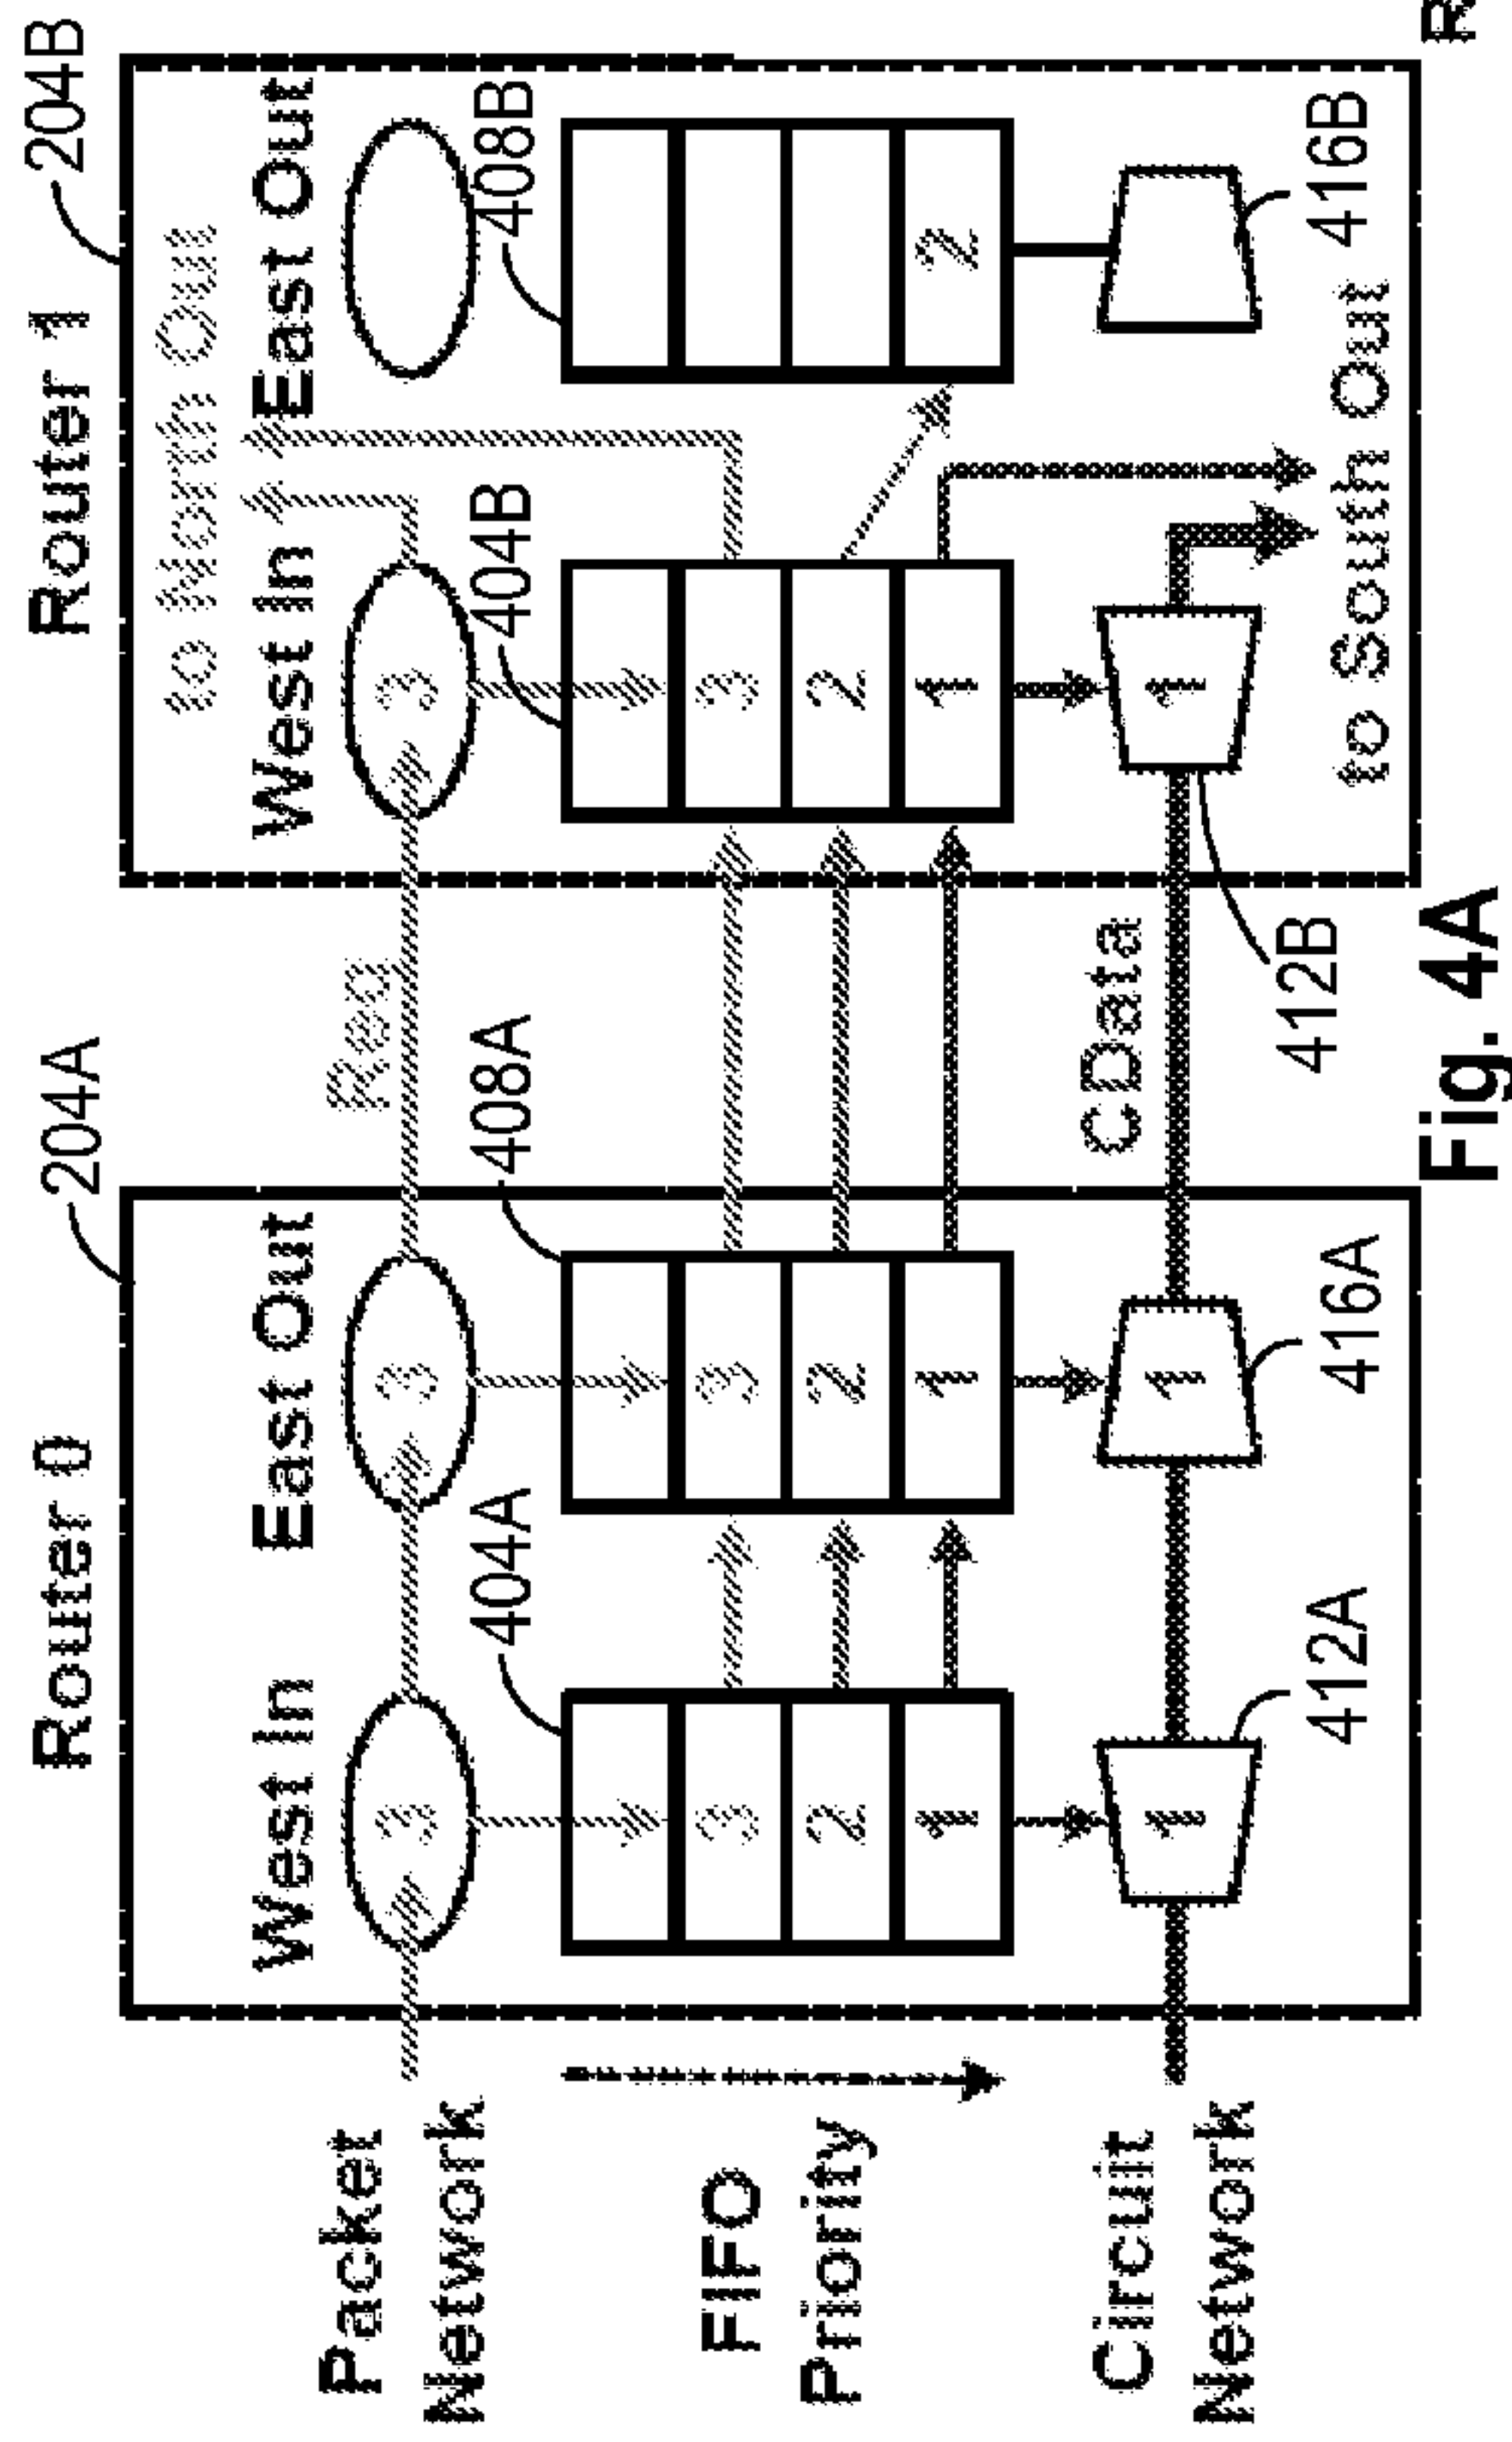 Router 0
204A
Router 1
204B
to North Out
West In
East Out
West In
East Out
Packet
Network
3
3
Req
3
404A
408A
404B
408B
FIFO
Priority
3
3
3
2
2
2
1
1
1
2
Circuit
Network
1
1
CData
1
412A
416A
412B
416B
to South Out
Fig. 4A
R